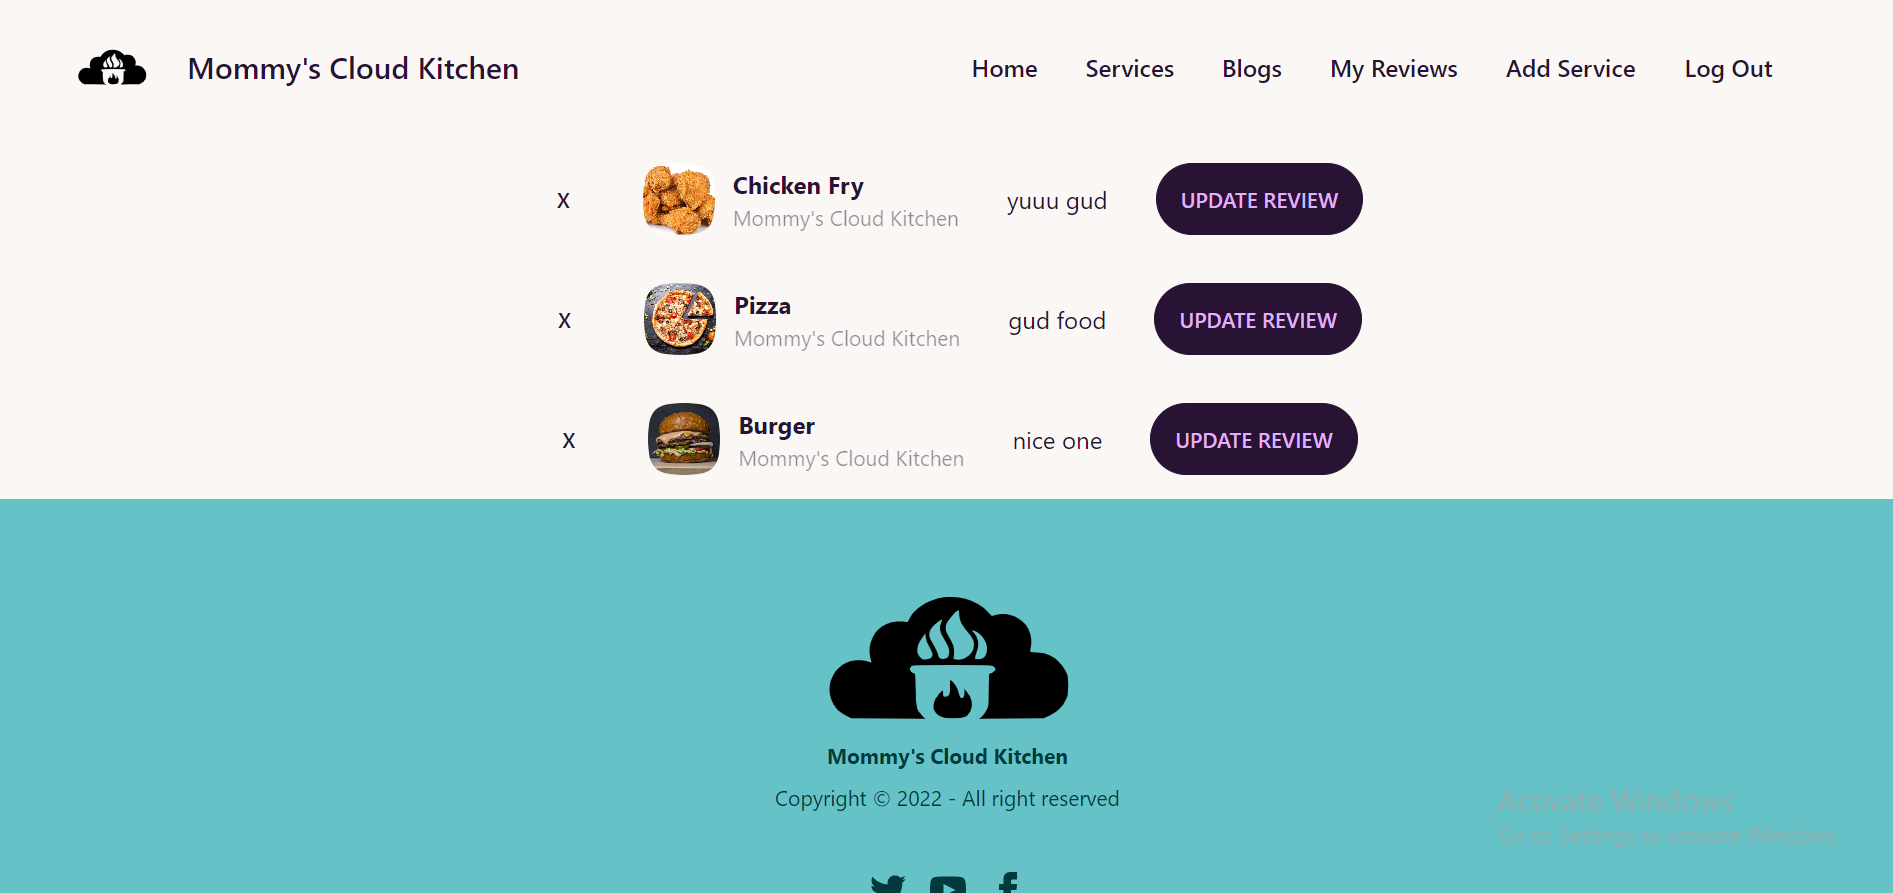 Mommy's Cloud Kitchen Home Services Blogs My Reviews Add Service Log Out
X Chicken Fry yuuu gud UPDATE REVIEW
Mommy's Cloud Kitchen
X Pizza gud food UPDATE REVIEW
Mommy's Cloud Kitchen
X Burger nice one UPDATE REVIEW
Mommy's Cloud Kitchen
Mommy's Cloud Kitchen
Copyright © 2022 - All right reserved
Activate Windows
Go to Settings to activate Windows.